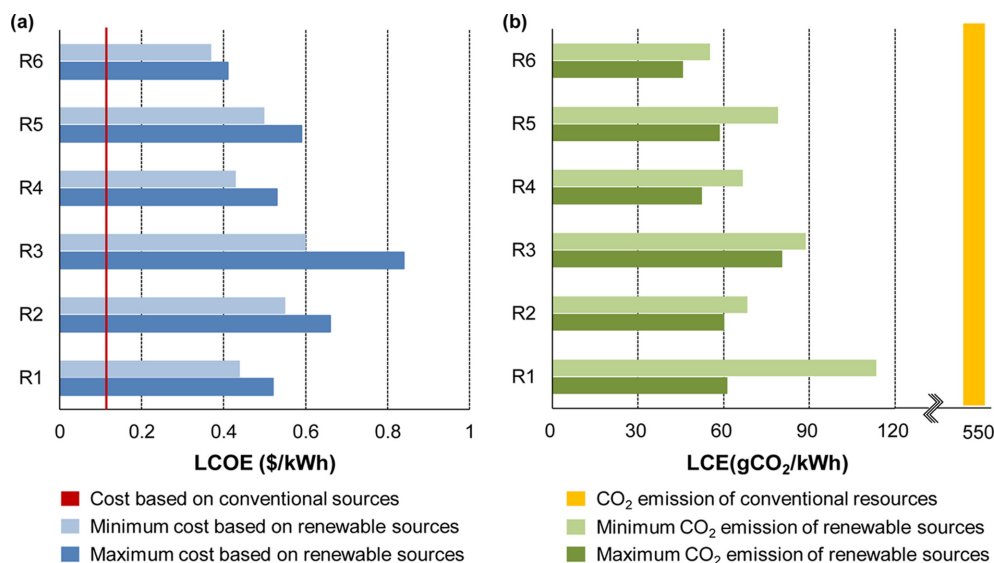 (a)
R6
R5
R4
R3
R2
R1
0 0.2 0.4 0.6 0.8 1
LCOE ($/kWh)
Cost based on conventional sources
Minimum cost based on renewable sources
Maximum cost based on renewable sources
(b)
R6
R5
R4
R3
R2
R1
0 30 60 90 120 550
LCE(gCO₂/kWh)
CO₂ emission of conventional resources
Minimum CO₂ emission of renewable sources
Maximum CO₂ emission of renewable sources